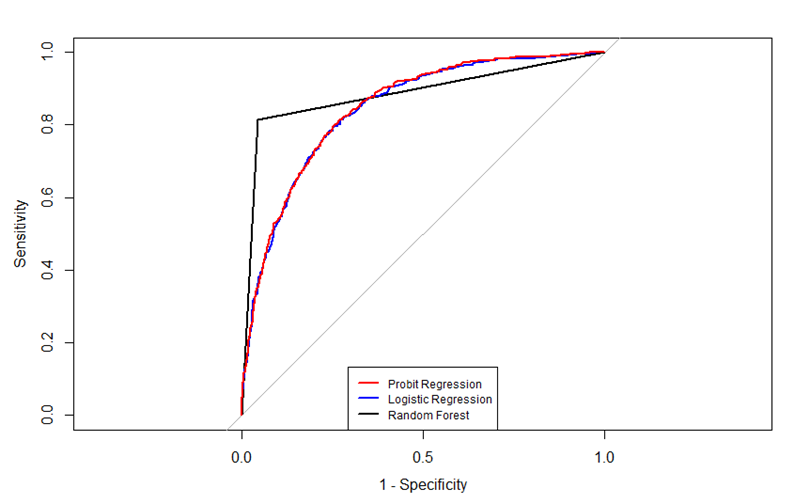 1.0
0.8
0.6
0.4
0.2
0.0
Sensitivity
Probit Regression
Logistic Regression
Random Forest
0.0 0.5 1.0
1 - Specificity